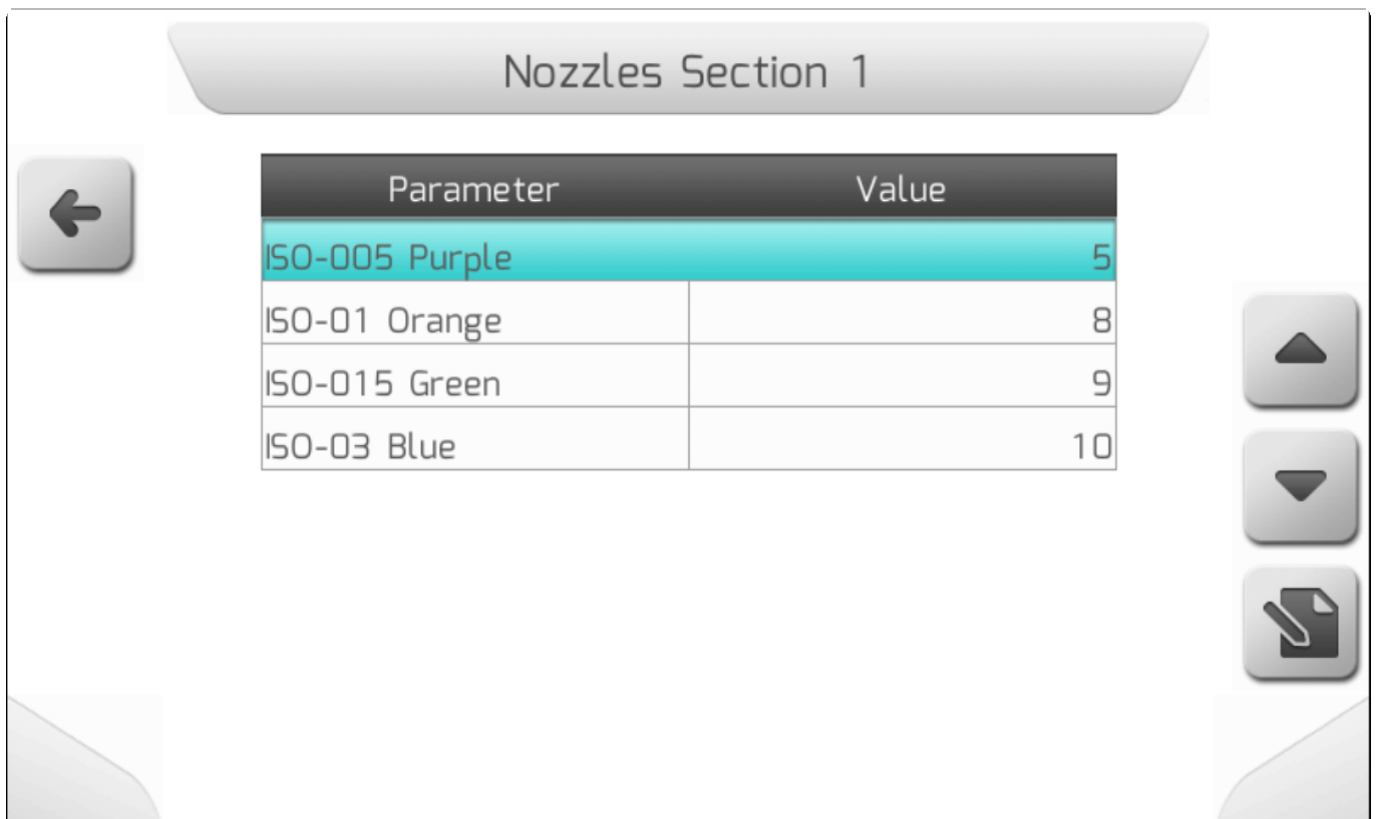 Nozzles Section 1
Parameter Value
ISO-005 Purple 5
ISO-01 Orange 8
ISO-015 Green 9
ISO-03 Blue 10